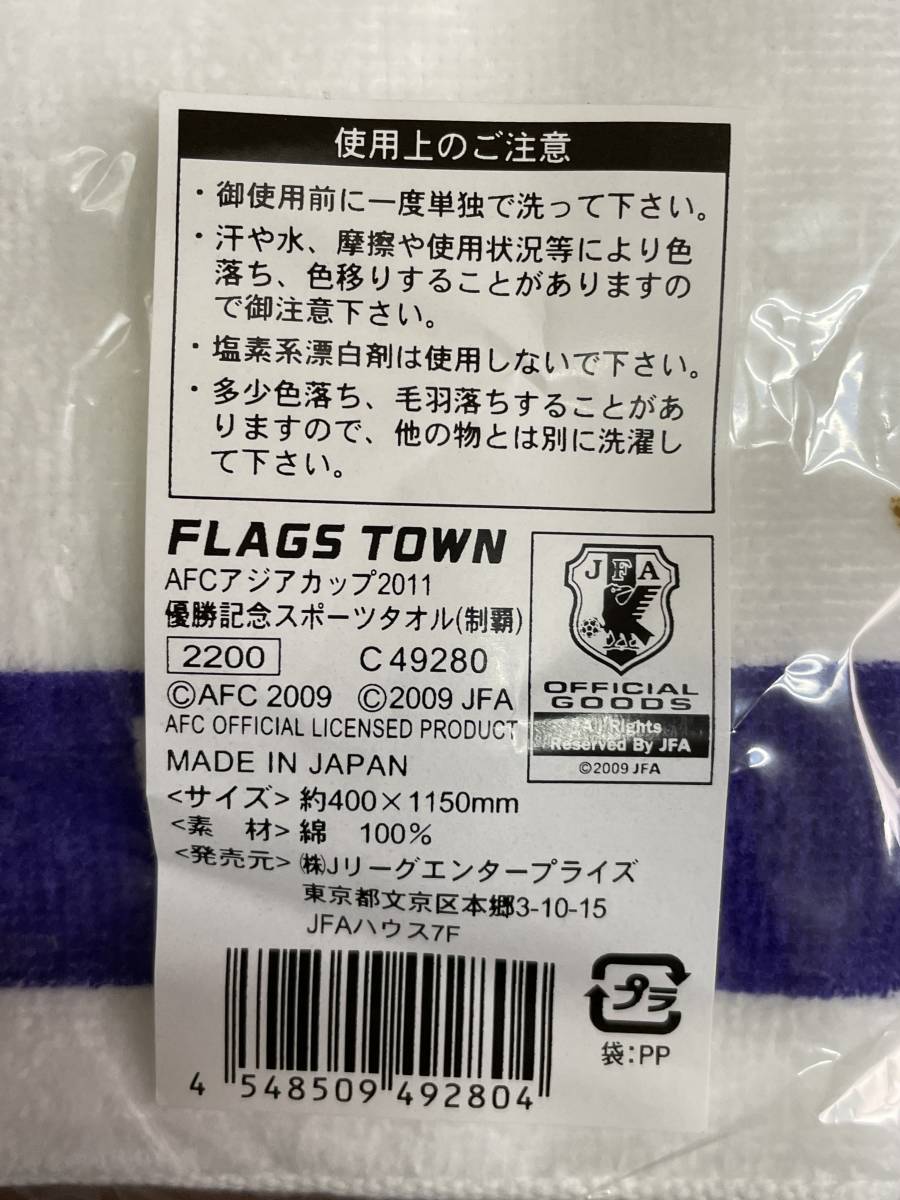 使用上のご注意
・御使用前に一度単独で洗って下さい。
・汗や水、摩擦や使用状況等により色
落ち、色移りすることがありますの
で御注意下さい。
・塩素系漂白剤は使用しないで下さい。
・多少色落ち、毛羽落ちすることがあ
りますので、他の物とは別に洗濯し
て下さい。
FLAGS TOWN
AFCアジアカップ2011
優勝記念スポーツタオル(制覇)
2200 C49280
©AFC 2009 ©2009 JFA
AFC OFFICIAL LICENSED PRODUCT
MADE IN JAPAN
<サイズ>約400×1150mm
<素 材>綿 100%
<発売元>㈱Jリーグエンタープライズ
東京都文京区本郷3-10-15
JFAハウス7F
JFA
OFFICIAL
GOODS
All Rights
Reserved By JFA
©2009 JFA
4 548509 492804
プラ
袋:PP